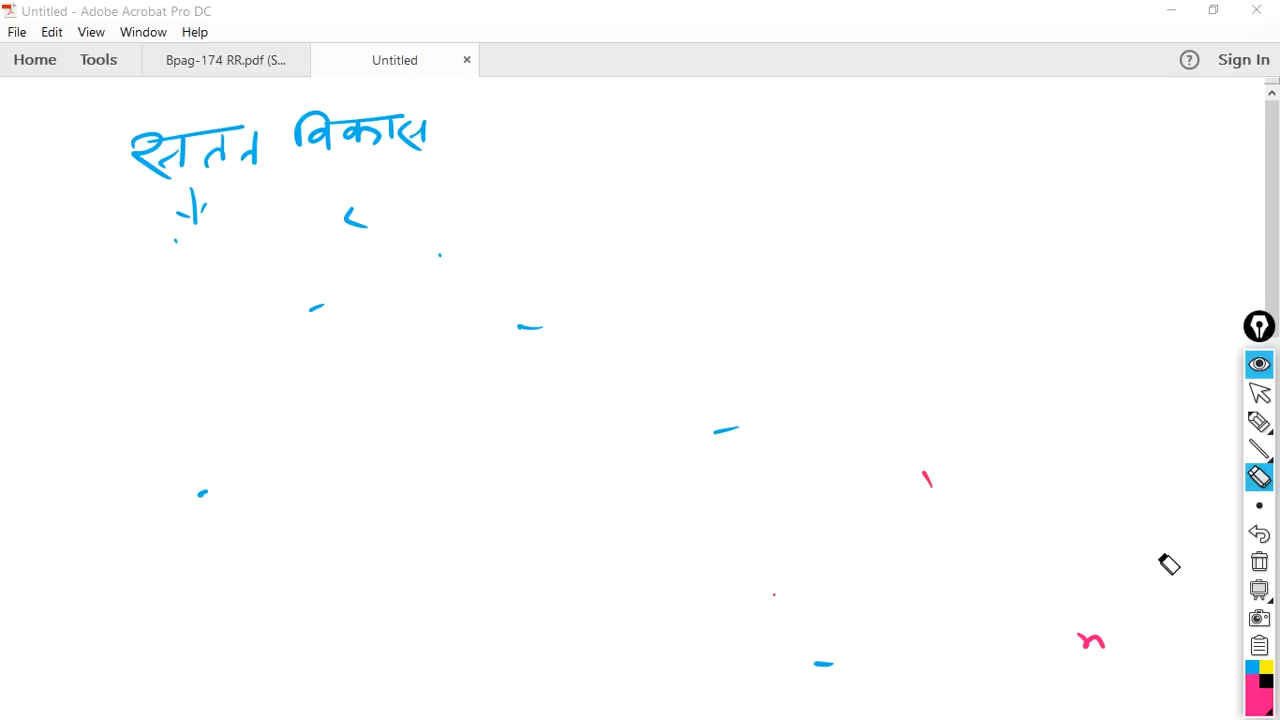 Untitled - Adobe Acrobat Pro DC
File Edit View Window Help
Home Tools Bpag-174 RR.pdf (S... Untitled × ? Sign In
सतत विकास